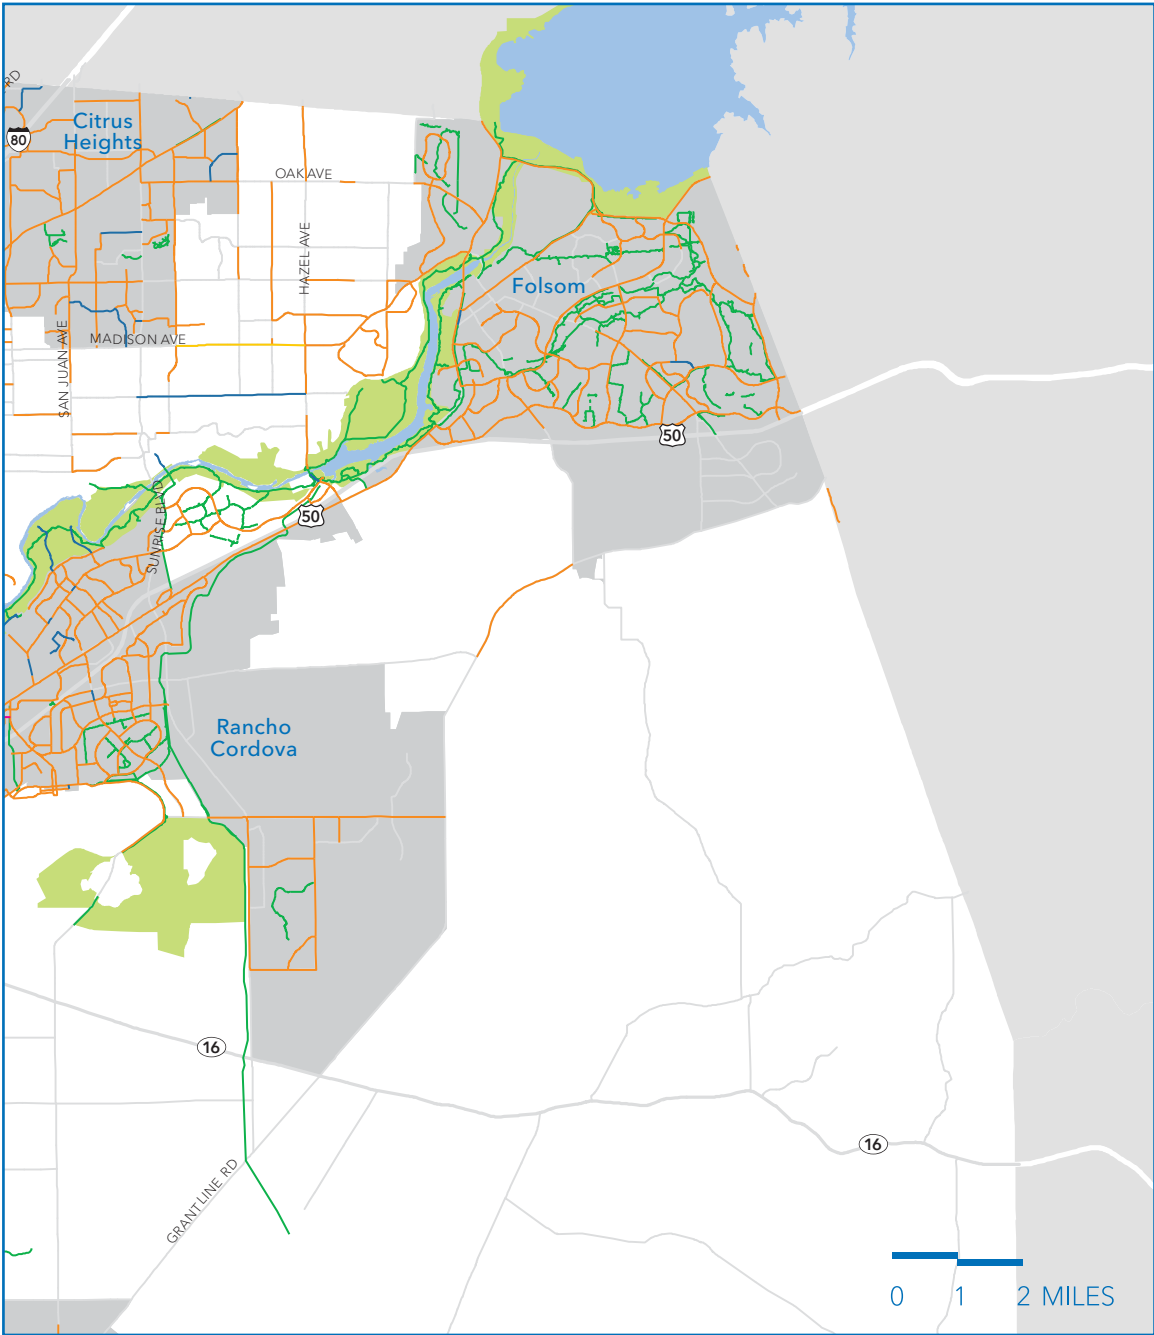 RD
80
Citrus
Heights
OAK AVE
HAZEL AVE
Folsom
MADISON AVE
SAN JUAN AVE
50
SUNRISE BLVD
50
Rancho
Cordova
16
16
GRANT LINE RD
0 1 2 MILES